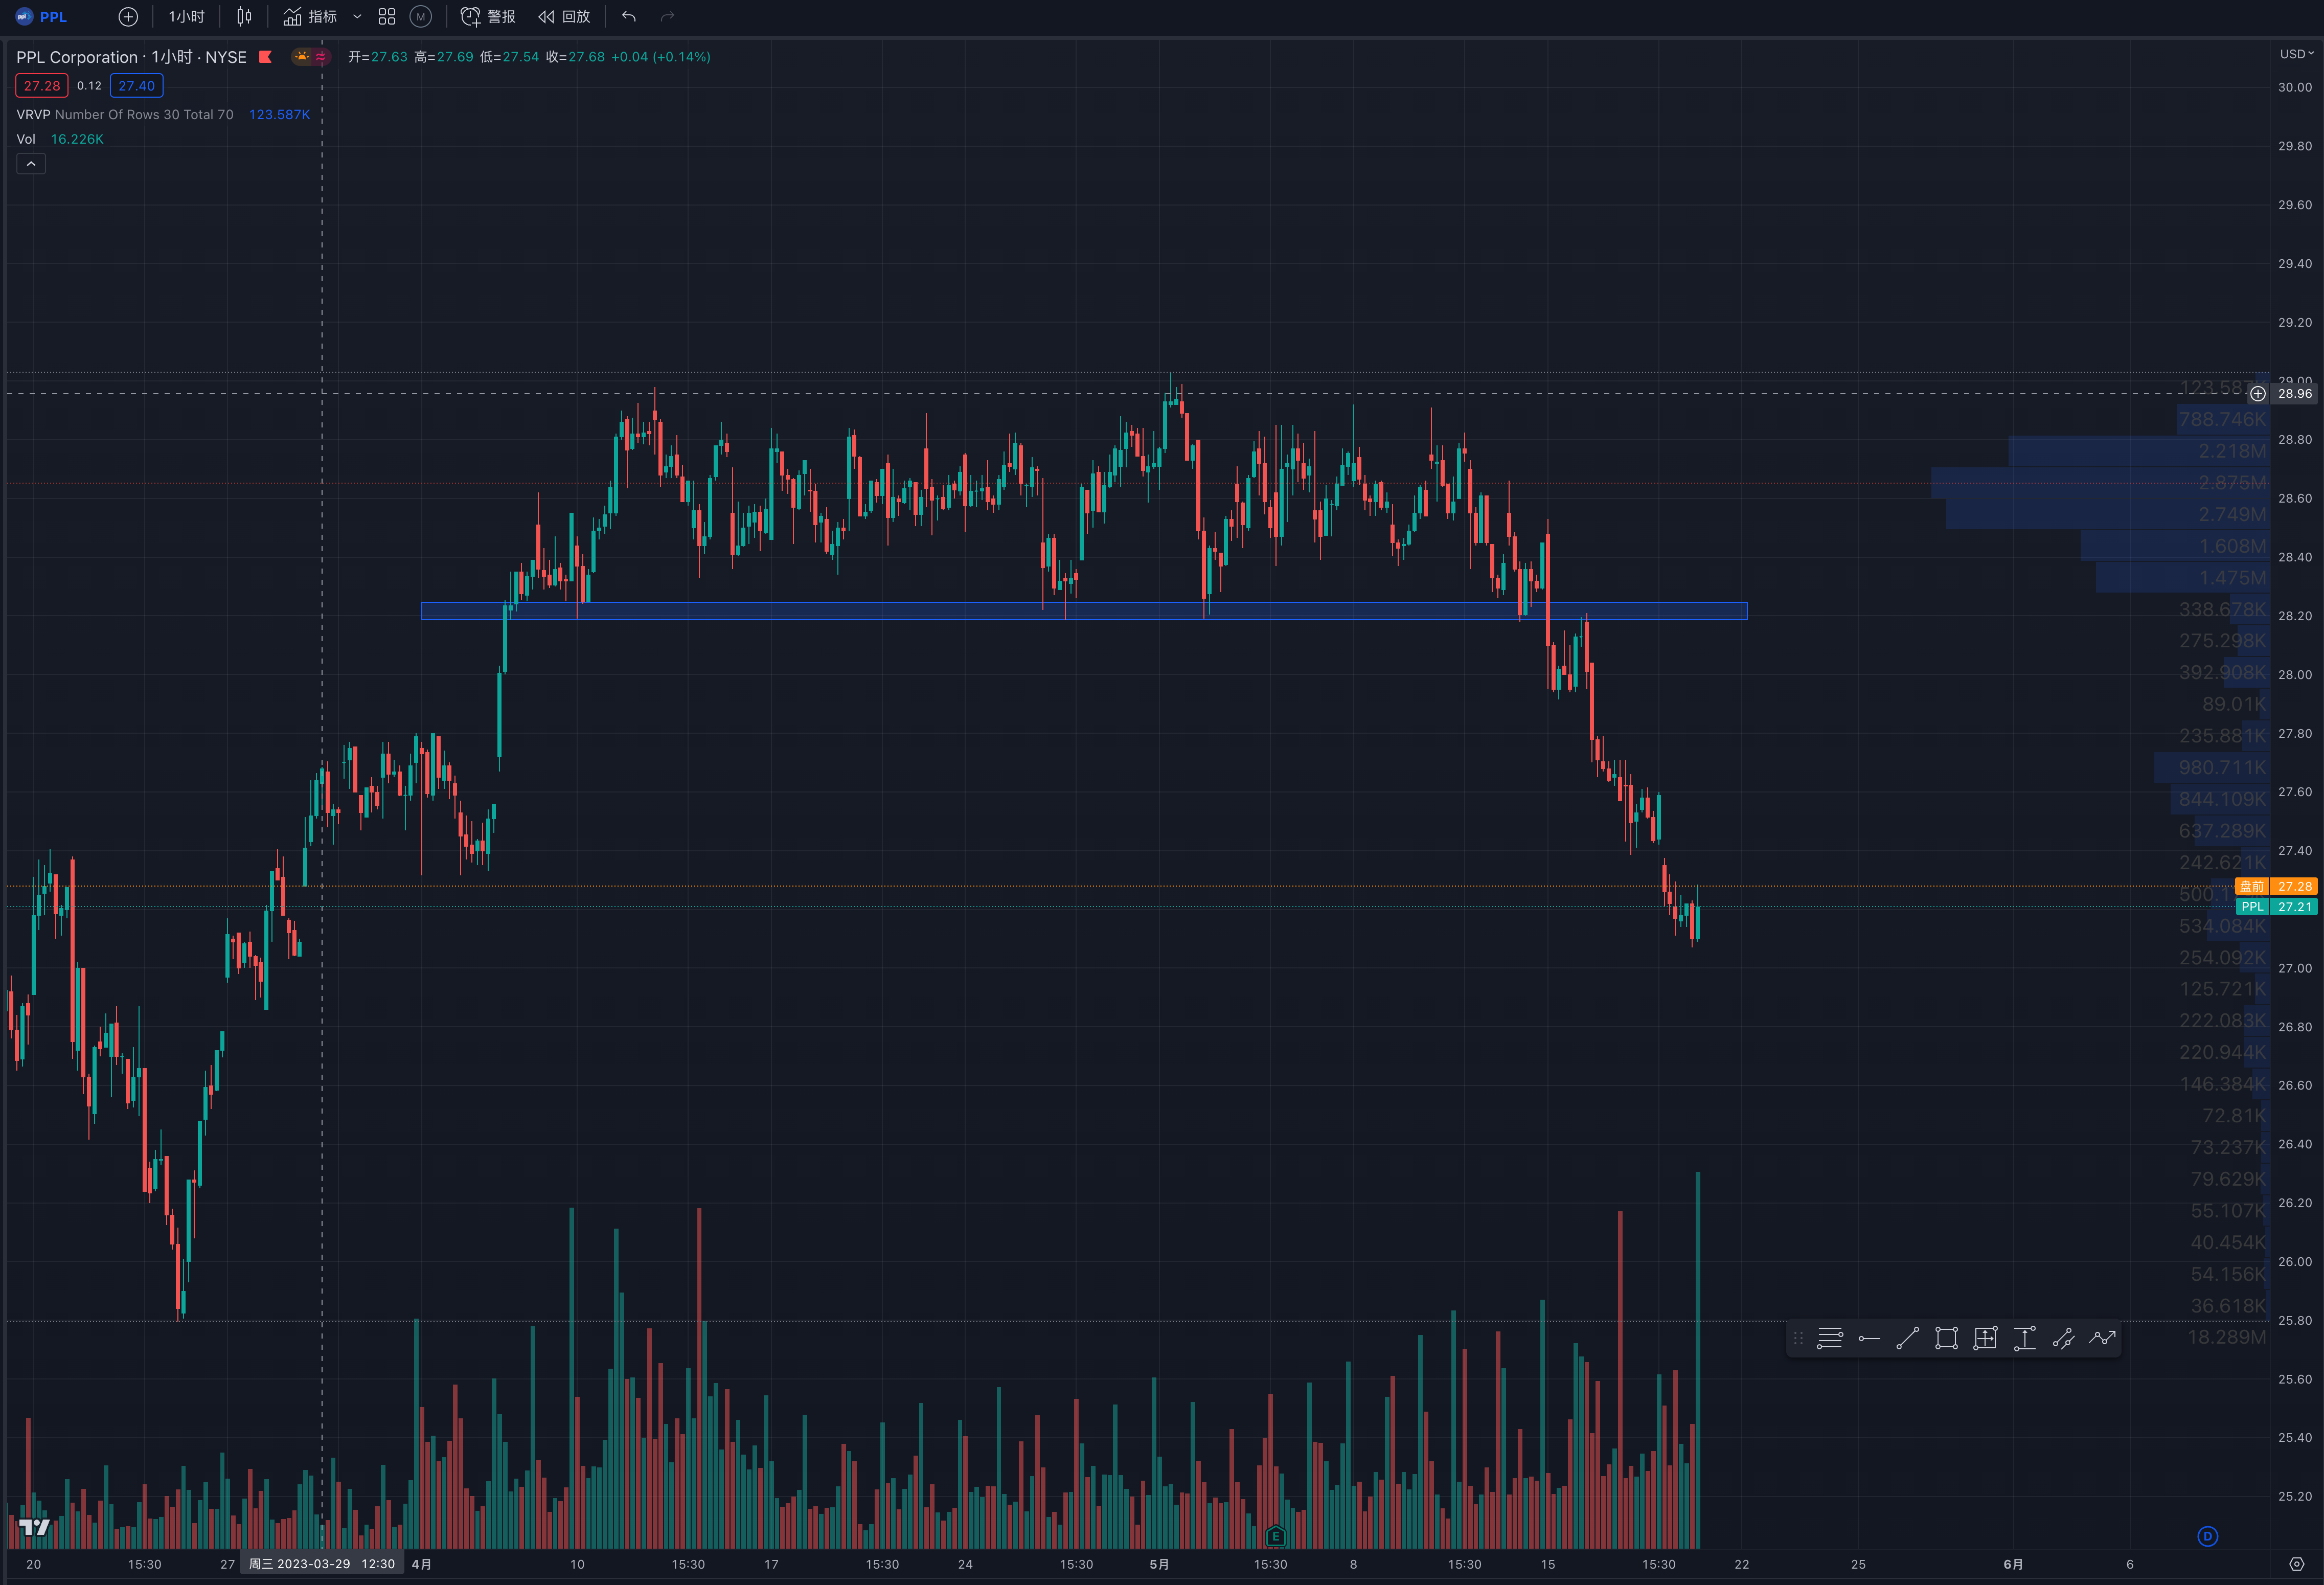 PPL 1小时 指标 M 警报 回放
PPL Corporation · 1小时 · NYSE 开=27.63 高=27.69 低=27.54 收=27.68 +0.04 (+0.14%)
27.28 0.12 27.40
VRVP Number Of Rows 30 Total 70 123.587K
Vol 16.226K
USD
30.00
29.80
29.60
29.40
29.20
29.00
28.96
28.80
28.60
28.40
28.20
28.00
27.80
27.60
27.40
盘前 27.28
PPL 27.21
27.00
26.80
26.60
26.40
26.20
26.00
25.80
25.60
25.40
25.20
788.746K
2.218M
2.875M
2.749M
1.608M
1.475M
338.678K
275.298K
392.908K
89.01K
235.881K
980.711K
844.109K
637.289K
242.621K
534.084K
254.092K
125.721K
222.083K
220.944K
146.384K
72.81K
73.237K
79.629K
55.107K
40.454K
54.156K
36.618K
18.289M
E
D
20 15:30 27 周三 2023-03-29 12:30 4月 10 15:30 17 15:30 24 15:30 5月 15:30 8 15:30 15 15:30 22 25 6月 6